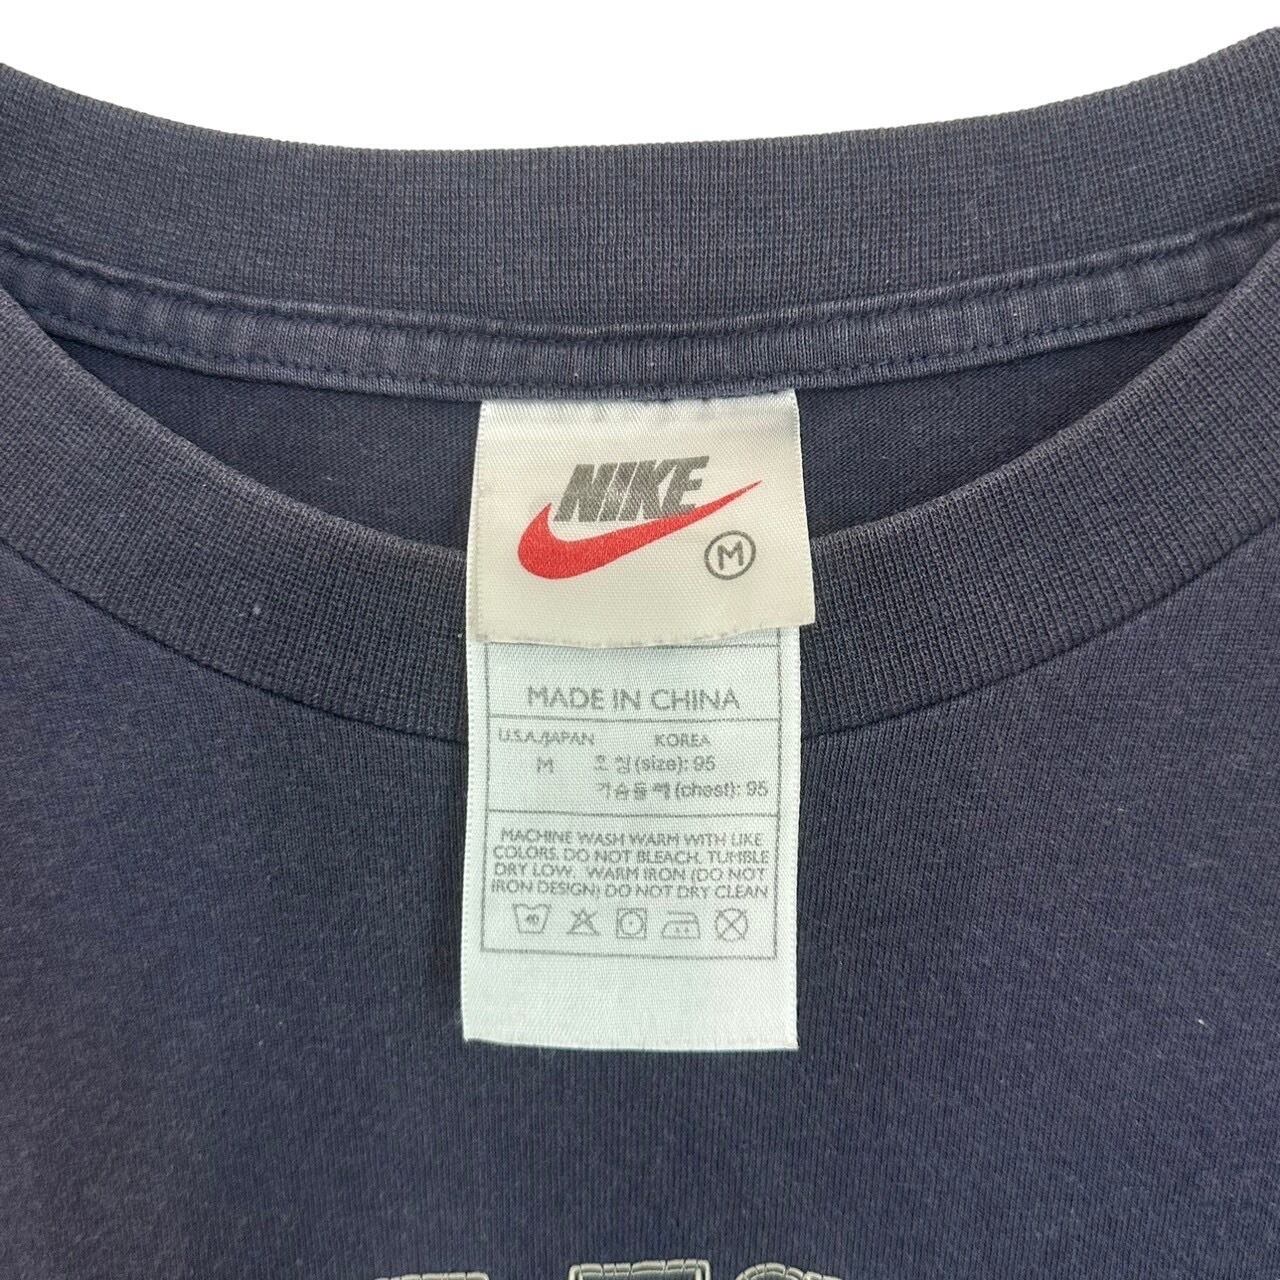 NIKE
M
MADE IN CHINA
U.S.A./JAPAN KOREA
M 호칭(size): 95
가슴둘레(chest): 95
MACHINE WASH WARM WITH LIKE
COLORS. DO NOT BLEACH. TUMBLE
DRY LOW. WARM IRON (DO NOT
IRON DESIGN) DO NOT DRY CLEAN
40